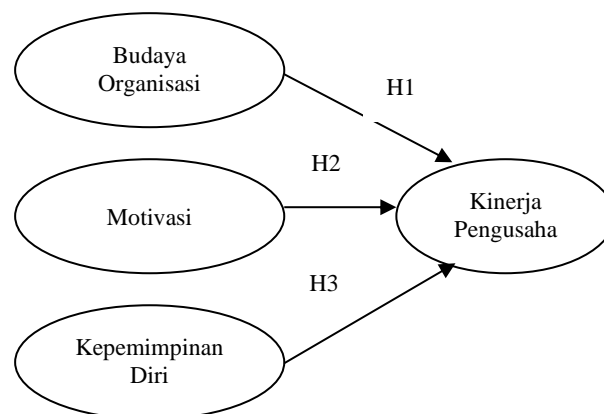 Budaya
Organisasi
H1
H2
Motivasi
Kinerja
Pengusaha
H3
Kepemimpinan
Diri